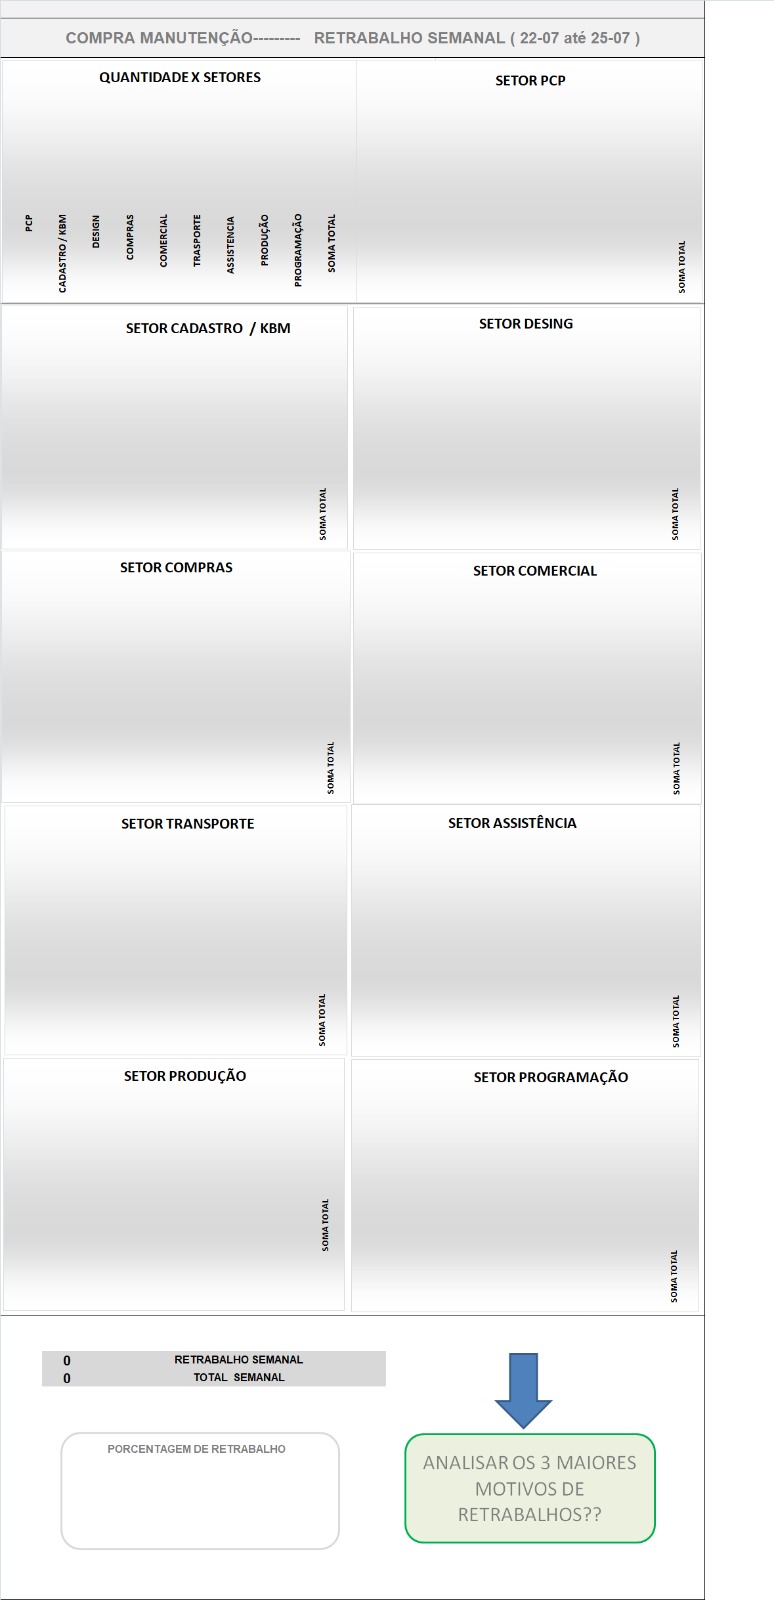 COMPRA MANUTENÇÃO--------- RETRABALHO SEMANAL ( 22-07 até 25-07 )
QUANTIDADE X SETORES
PCP
CADASTRO / KBM
DESIGN
COMPRAS
COMERCIAL
TRASPORTE
ASSISTENCIA
PRODUÇÃO
PROGRAMAÇÃO
SOMA TOTAL
SETOR PCP
SOMA TOTAL
SETOR CADASTRO / KBM
SOMA TOTAL
SETOR DESING
SOMA TOTAL
SETOR COMPRAS
SOMA TOTAL
SETOR COMERCIAL
SOMA TOTAL
SETOR TRANSPORTE
SOMA TOTAL
SETOR ASSISTÊNCIA
SOMA TOTAL
SETOR PRODUÇÃO
SOMA TOTAL
SETOR PROGRAMAÇÃO
SOMA TOTAL
0 RETRABALHO SEMANAL
0 TOTAL SEMANAL
PORCENTAGEM DE RETRABALHO
ANALISAR OS 3 MAIORES
MOTIVOS DE
RETRABALHOS??